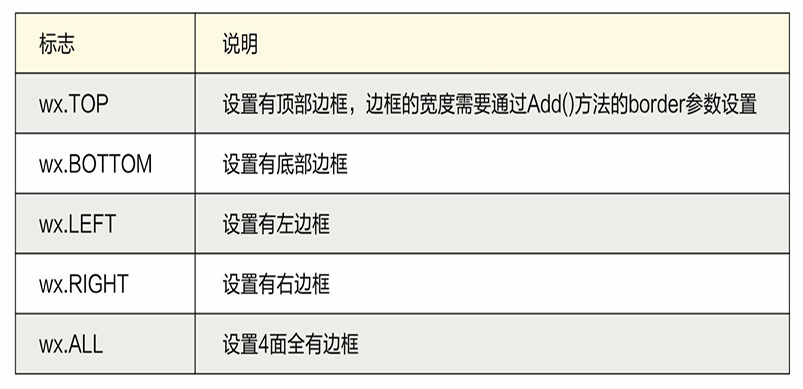 标志 说明
wx.TOP 设置有顶部边框，边框的宽度需要通过Add()方法的border参数设置
wx.BOTTOM 设置有底部边框
wx.LEFT 设置有左边框
wx.RIGHT 设置有右边框
wx.ALL 设置4面全有边框